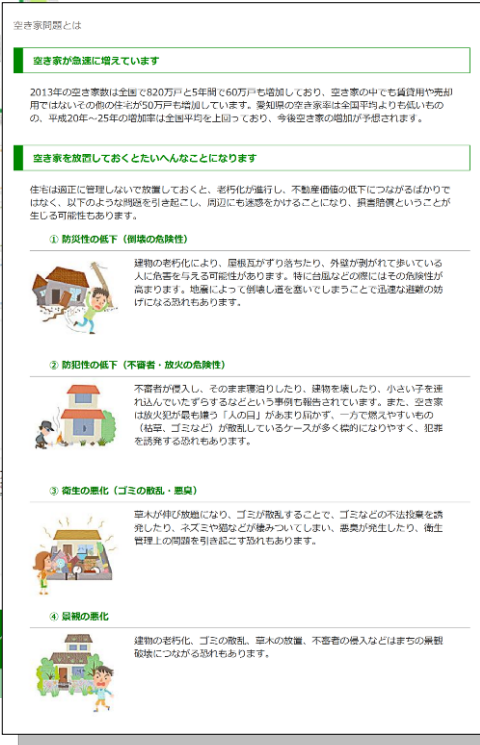 空き家問題とは
空き家が急速に増えています
2013年の空き家数は全国で820万戸と5年間で60万戸も増加しており、空き家の中でも賃貸用や売却
用ではないその他の住宅が50万戸も増加しています。愛知県の空き家率は全国平均よりも低いもの
の、平成20年～25年の増加率は全国平均を上回っており、今後空き家の増加が予想されます。
空き家を放置しておくとたいへんなことになります
住宅は適正に管理しないで放置しておくと、老朽化が進行し、不動産価値の低下につながるばかりで
はなく、以下のような問題を引き起こし、周辺にも迷惑をかけることになり、損害賠償ということが
生じる可能性もあります。
① 防災性の低下（倒壊の危険性）
建物の老朽化により、屋根瓦がずり落ちたり、外壁が剥がれて歩いている
人に危害を与える可能性があります。特に台風などの際にはその危険性が
高まります。地震によって倒壊し道を塞いでしまうことで迅速な避難の妨
げになる恐れもあります。
② 防犯性の低下（不審者・放火の危険性）
不審者が侵入し、そのまま寝泊りしたり、建物を壊したり、小さい子を連
れ込んでいたずらするなどという事例も報告されています。また、空き家
は放火犯が最も嫌う「人の目」があまり届かず、一方で燃えやすいもの
（枯草、ゴミなど）が散乱しているケースが多く標的になりやすく、犯罪
を誘発する恐れもあります。
③ 衛生の悪化（ゴミの散乱・悪臭）
草木が伸び放題になり、ゴミが散乱することで、ゴミなどの不法投棄を誘
発したり、ネズミや猫などが棲みついてしまい、悪臭が発生したり、衛生
管理上の問題を引き起こす恐れもあります。
④ 景観の悪化
建物の老朽化、ゴミの散乱、草木の放置、不審者の侵入などはまちの景観
破壊につながる恐れもあります。